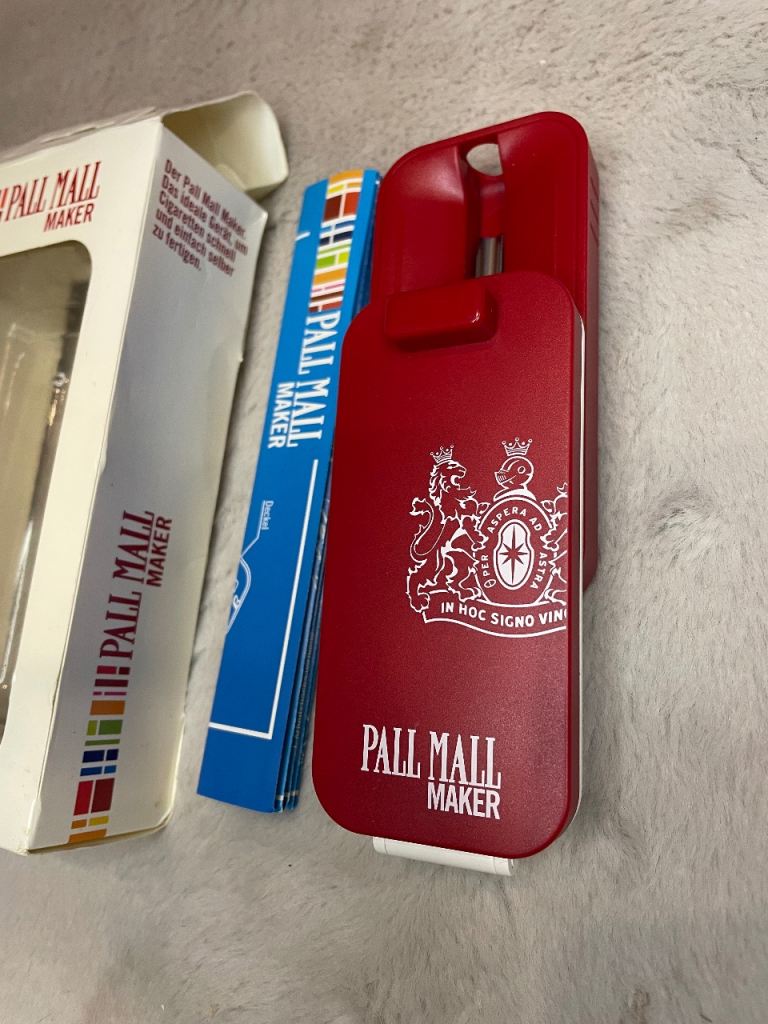 PALL MALL
MAKER
Der Pall Mall Maker.
Das ideale Gerät, um
Cigaretten schnell
und einfach selber
zu fertigen.
PALL MALL
MAKER
PALL MALL
MAKER
Deckel
PER ASPERA AD ASTRA
IN HOC SIGNO VINC
PALL MALL
MAKER